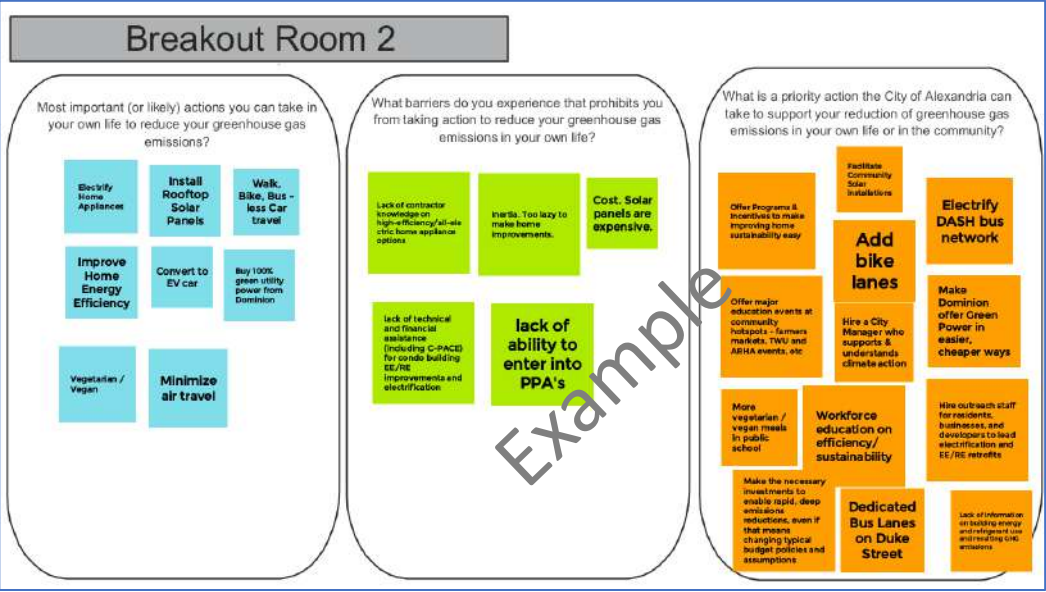 Breakout Room 2
Most important (or likely) actions you can take in
your own life to reduce your greenhouse gas
emissions?
Electrify
Home
Appliances
Install
Rooftop
Solar
Panels
Walk,
Bike, Bus -
less Car
travel
Improve
Home
Energy
Efficiency
Convert to
EV car
Buy 100%
green utility
power from
Dominion
Vegetarian /
Vegan
Minimize
air travel
What barriers do you experience that prohibits you
from taking action to reduce your greenhouse gas
emissions in your own life?
Lack of contractor
knowledge on
high-efficiency/all-ele
ctric home appliance
options
Inertia. Too lazy to
make home
improvements.
Cost. Solar
panels are
expensive.
lack of technical
and financial
assistance
(including C-PACE)
for condo building
EE/RE
improvements and
electrification
lack of
ability to
enter into
PPA's
Example
What is a priority action the City of Alexandria can
take to support your reduction of greenhouse gas
emissions in your own life or in the community?
Facilitate
Community
Solar
Installations
Offer Programs &
Incentives to make
improving home
sustainability easy
Add
bike
lanes
Electrify
DASH bus
network
Offer major
education events at
community
hotspots - farmers
markets, TWU and
ARHA events, etc
Hire a City
Manager who
supports &
understands
climate action
Make
Dominion
offer Green
Power in
easier,
cheaper ways
More
vegetarian /
vegan meals
in public
school
Workforce
education on
efficiency/
sustainability
Hire outreach staff
for residents,
businesses, and
developers to lead
electrification and
EE/RE retrofits
Make the necessary
investments to
enable rapid, deep
emissions
reductions, even if
that means
changing typical
budget policies and
assumptions
Dedicated
Bus Lanes
on Duke
Street
Lack of information
on building energy
and refrigerant use
and resulting GHG
emissions